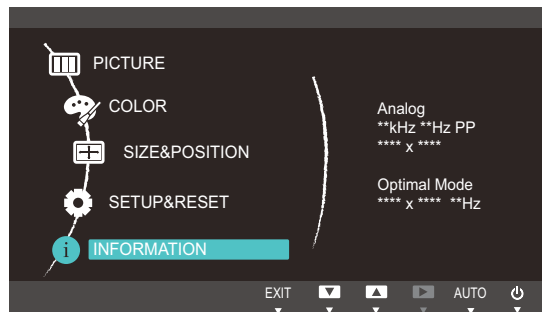 PICTURE
COLOR
SIZE&POSITION
SETUP&RESET
i INFORMATION
Analog
**kHz **Hz PP
**** x ****
Optimal Mode
**** x **** **Hz
EXIT AUTO